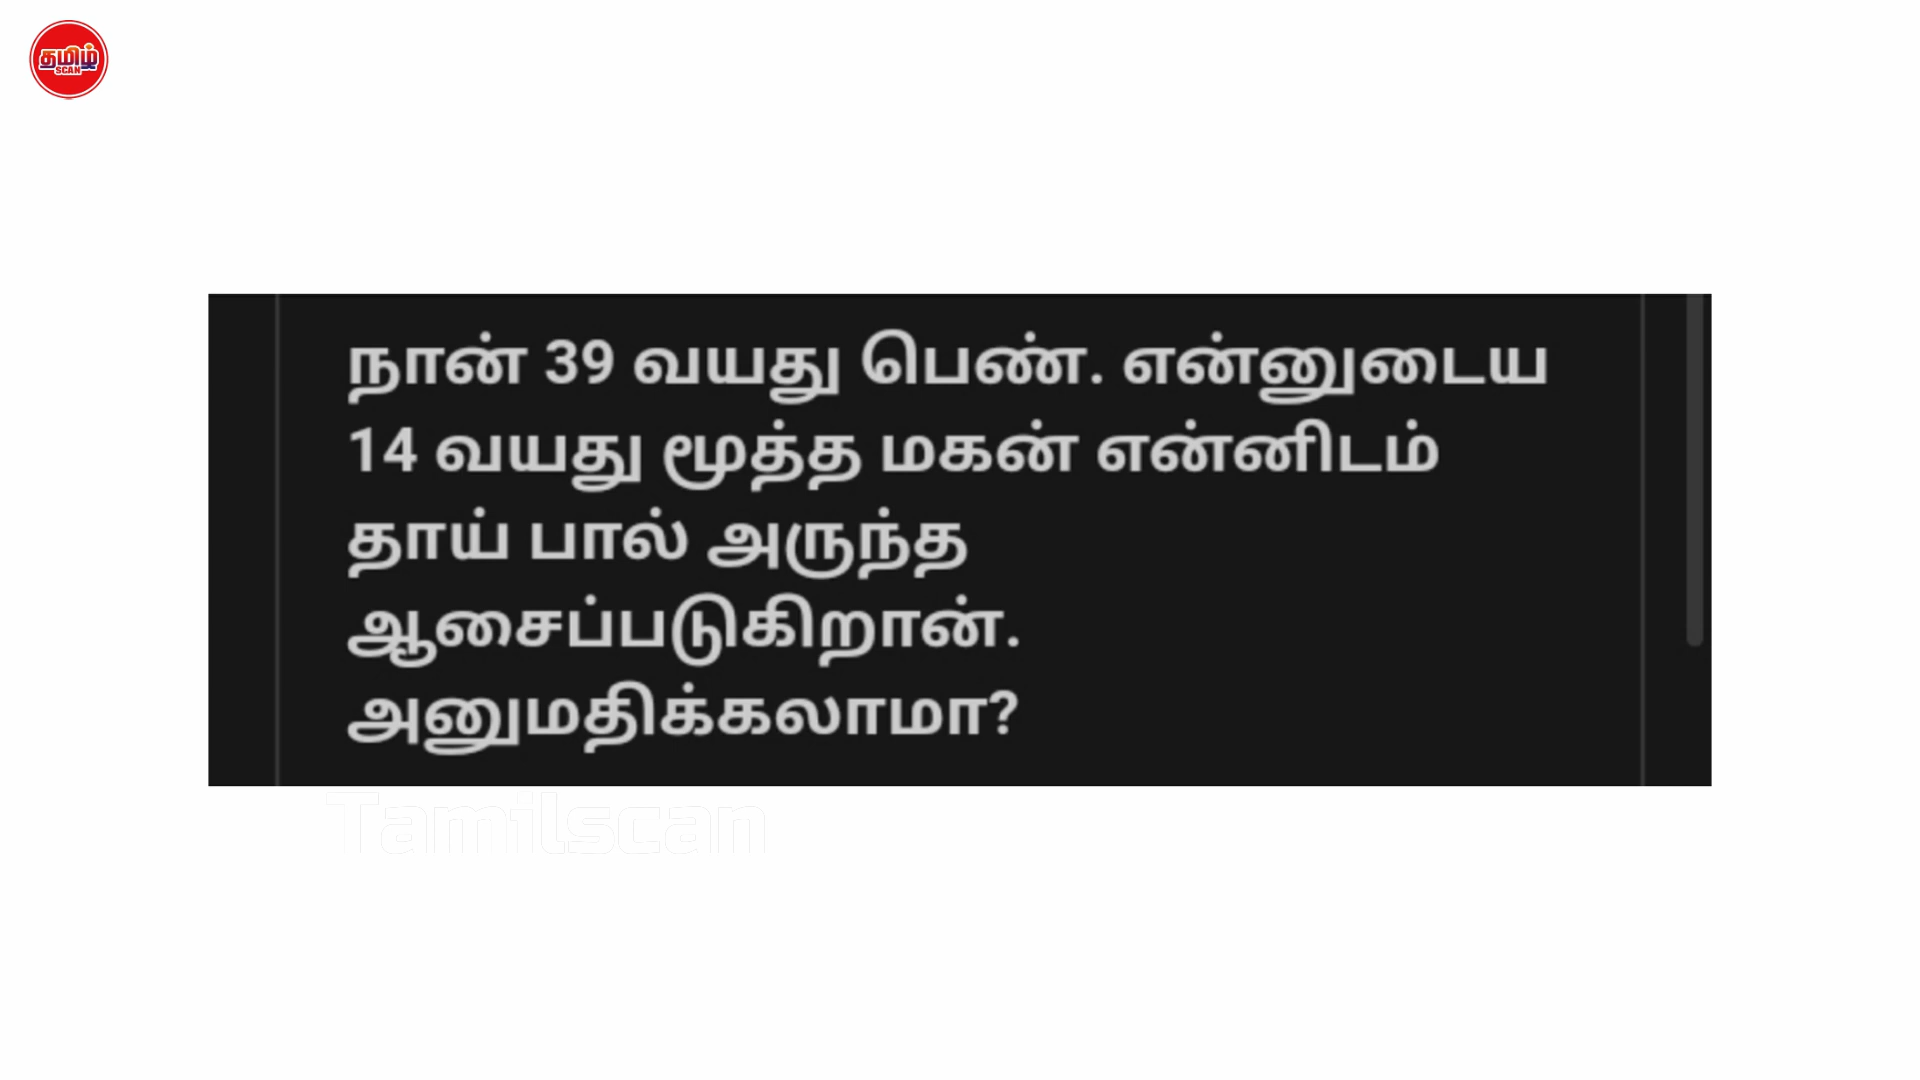 தமிழ்
SCAN
நான் 39 வயது பெண். என்னுடைய
14 வயது மூத்த மகன் என்னிடம்
தாய் பால் அருந்த
ஆசைப்படுகிறான்.
அனுமதிக்கலாமா?
Tamilscan